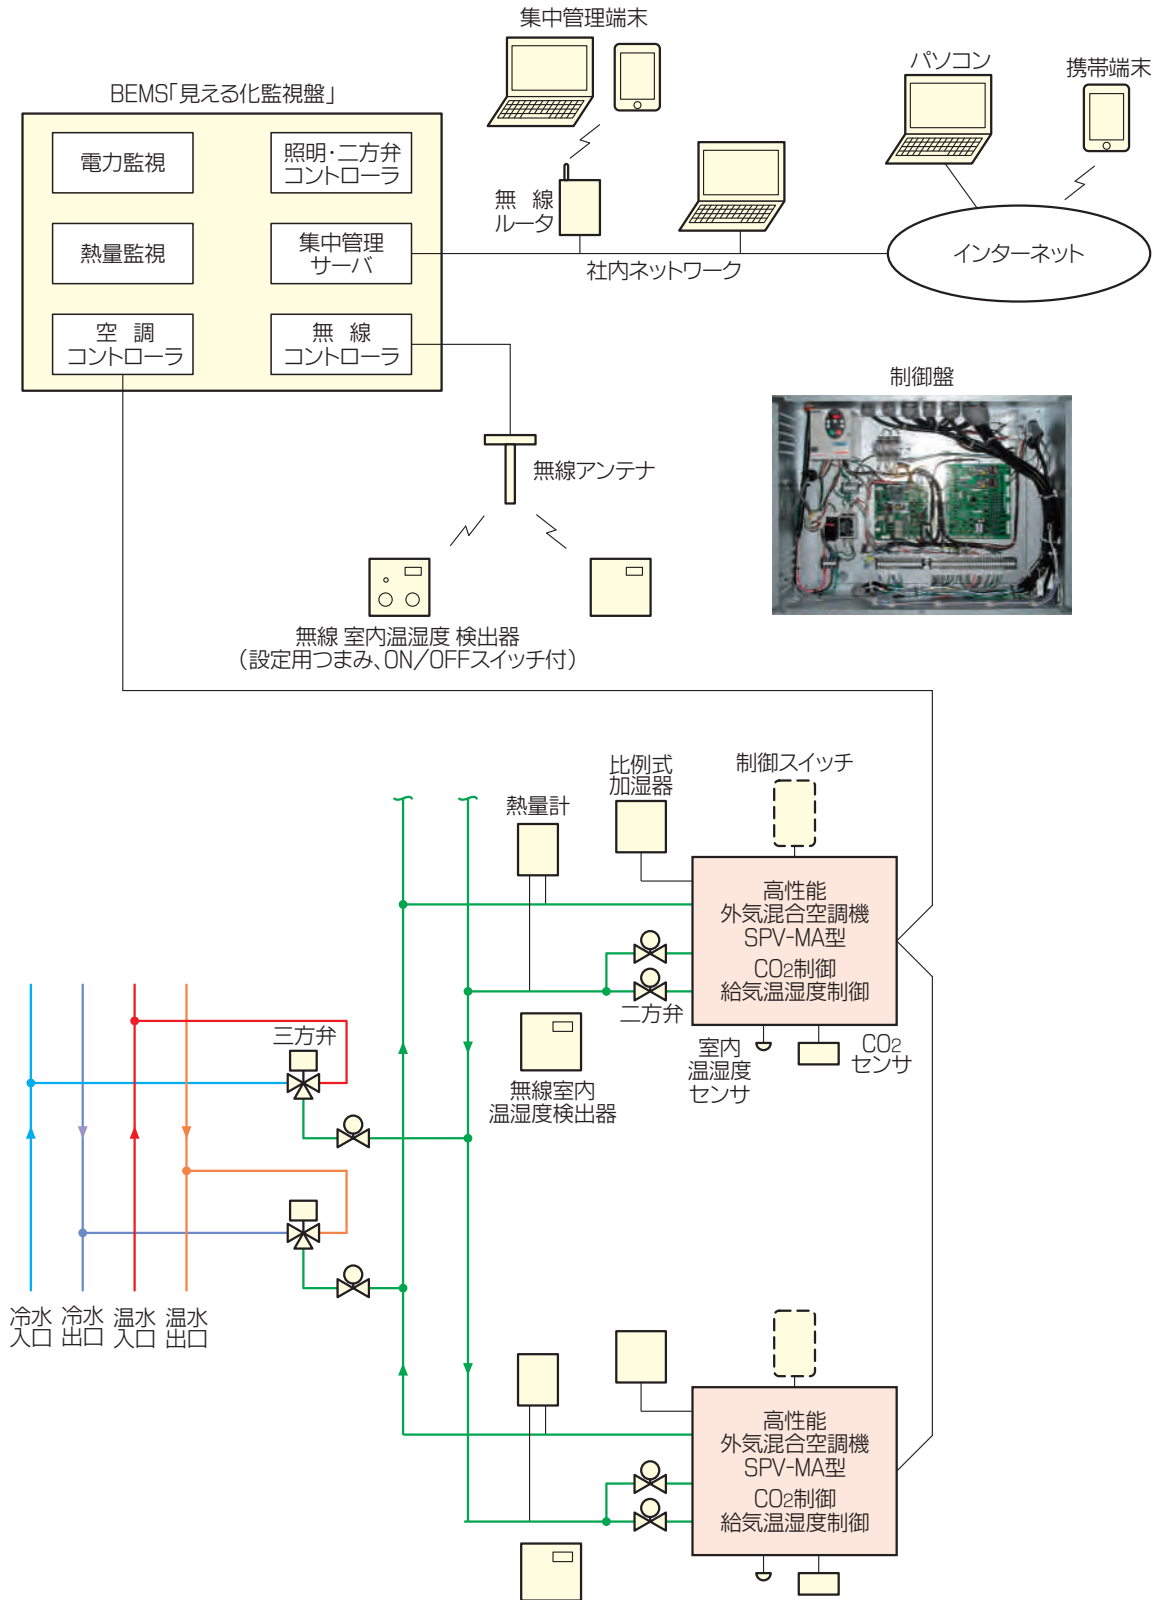 集中管理端末
パソコン
携帯端末
BEMS「見える化監視盤」
電力監視
照明・二方弁
コントローラ
無 線
ルータ
熱量監視
集中管理
サーバ
社内ネットワーク
インターネット
空 調
コントローラ
無 線
コントローラ
制御盤
無線アンテナ
無線 室内温湿度 検出器
(設定用つまみ、ON/OFFスイッチ付)
比例式
加湿器
制御スイッチ
熱量計
高性能
外気混合空調機
SPV-MA型
CO2制御
給気温湿度制御
二方弁
三方弁
室内
温湿度
センサ
CO2
センサ
無線室内
温湿度検出器
冷水
入口
冷水
出口
温水
入口
温水
出口
高性能
外気混合空調機
SPV-MA型
CO2制御
給気温湿度制御